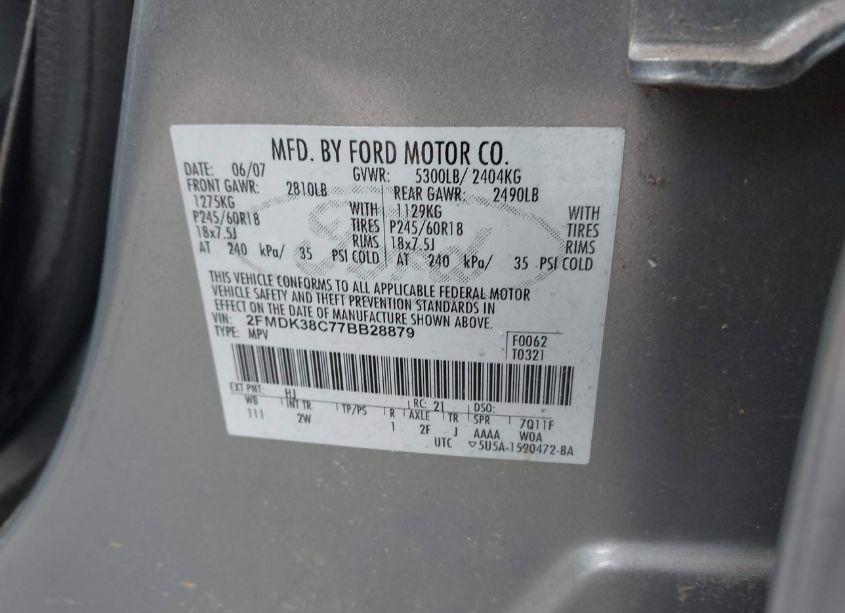 MFD. BY FORD MOTOR CO.
DATE: 06/07 GVWR: 5300LB/ 2404KG
FRONT GAWR: 2810LB REAR GAWR: 2490LB
1275KG WITH 1129KG WITH
P245/60R18 TIRES P245/60R18 TIRES
18x7.5J RIMS 18x7.5J RIMS
AT 240 kPa/ 35 PSI COLD AT 240 kPa/ 35 PSI COLD
Ford
THIS VEHICLE CONFORMS TO ALL APPLICABLE FEDERAL MOTOR
VEHICLE SAFETY AND THEFT PREVENTION STANDARDS IN
EFFECT ON THE DATE OF MANUFACTURE SHOWN ABOVE.
VIN: 2FMDK38C77BB28879
TYPE: MPV
F0062
T0321
EXT PNT: HJ RC: 21 DSO:
WB INT TR TP/PS R AXLE TR SPR 7Q11F
111 2W 1 2F J AAAA WOA
UTC ▽5U5A-1520472-BA